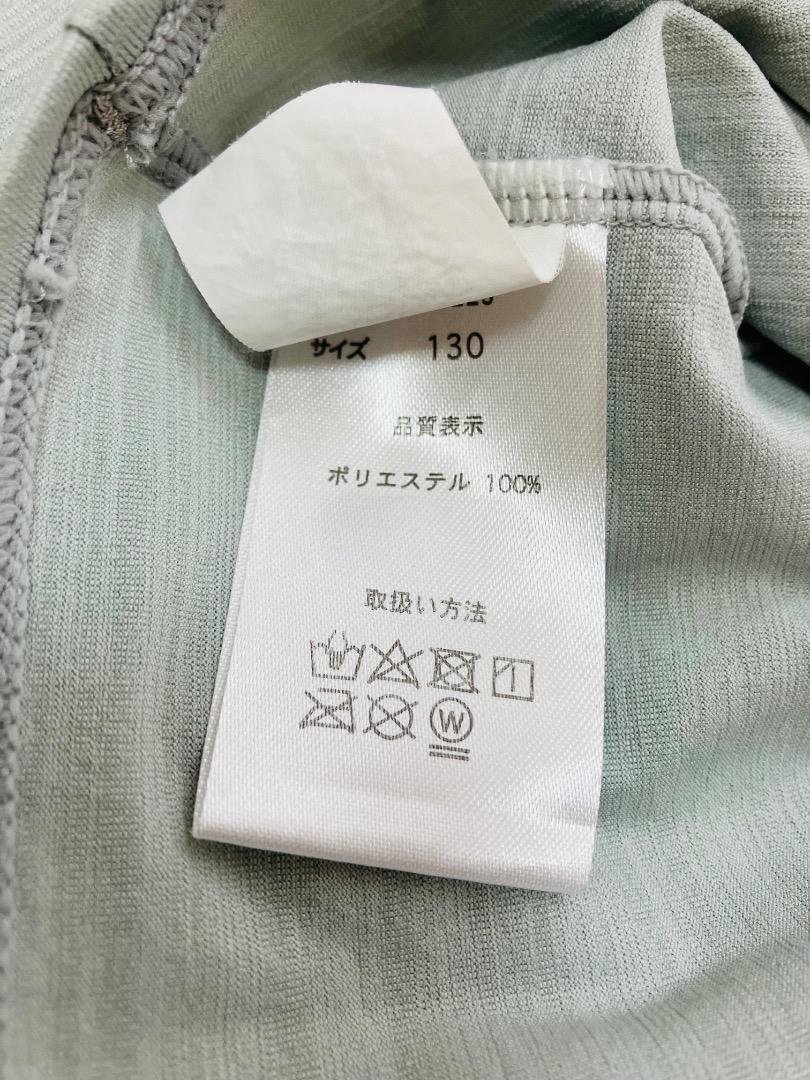 サイズ 130
品質表示
ポリエステル 100%
取扱い方法
W